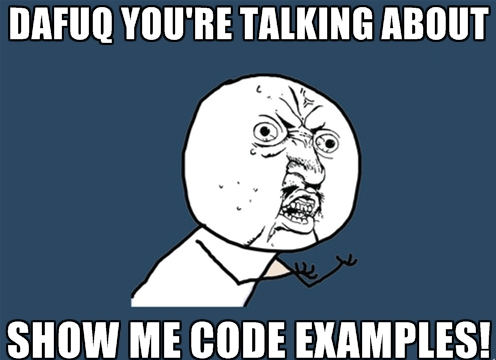 DAFUQ YOU'RE TALKING ABOUT
SHOW ME CODE EXAMPLES!